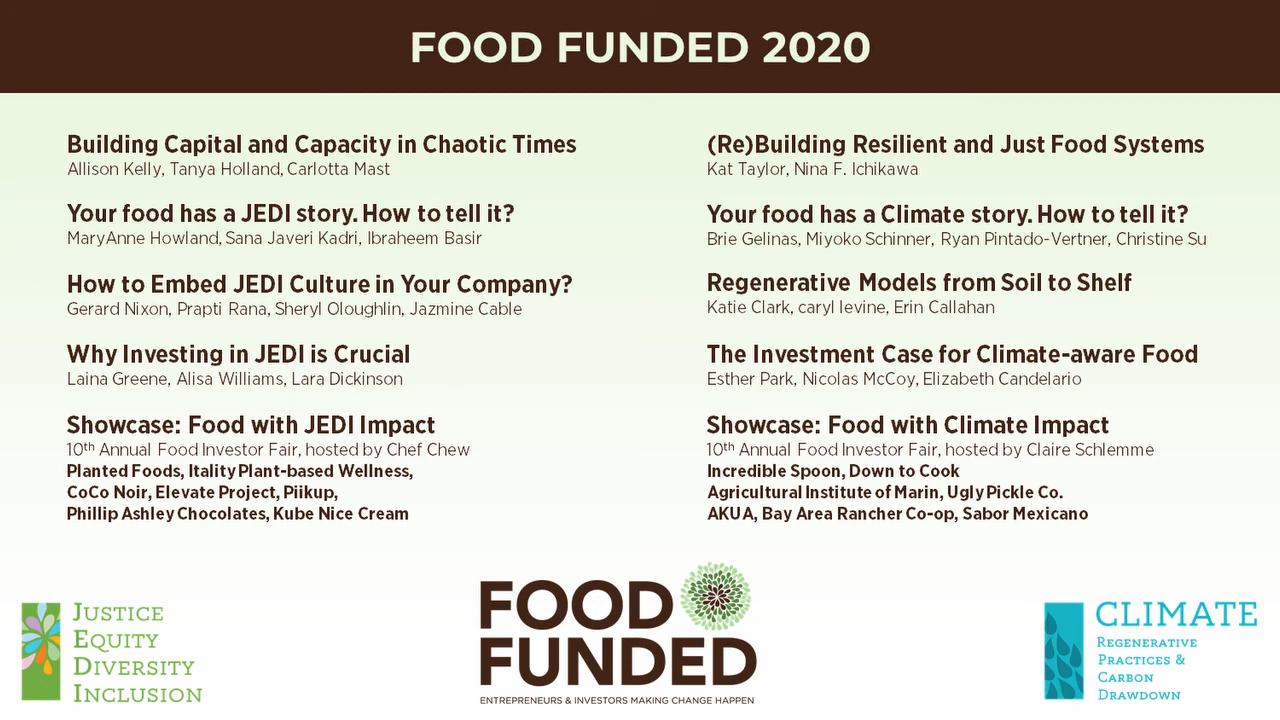 FOOD FUNDED 2020
Building Capital and Capacity in Chaotic Times
Allison Kelly, Tanya Holland, Carlotta Mast
Your food has a JEDI story. How to tell it?
MaryAnne Howland, Sana Javeri Kadri, Ibraheem Basir
How to Embed JEDI Culture in Your Company?
Gerard Nixon, Prapti Rana, Sheryl Oloughlin, Jazmine Cable
Why Investing in JEDI is Crucial
Laina Greene, Alisa Williams, Lara Dickinson
Showcase: Food with JEDI Impact
10th Annual Food Investor Fair, hosted by Chef Chew
Planted Foods, Itality Plant-based Wellness,
CoCo Noir, Elevate Project, Piikup,
Phillip Ashley Chocolates, Kube Nice Cream
(Re)Building Resilient and Just Food Systems
Kat Taylor, Nina F. Ichikawa
Your food has a Climate story. How to tell it?
Brie Gelinas, Miyoko Schinner, Ryan Pintado-Vertner, Christine Su
Regenerative Models from Soil to Shelf
Katie Clark, caryl levine, Erin Callahan
The Investment Case for Climate-aware Food
Esther Park, Nicolas McCoy, Elizabeth Candelario
Showcase: Food with Climate Impact
10th Annual Food Investor Fair, hosted by Claire Schlemme
Incredible Spoon, Down to Cook
Agricultural Institute of Marin, Ugly Pickle Co.
AKUA, Bay Area Rancher Co-op, Sabor Mexicano
JUSTICE
EQUITY
DIVERSITY
INCLUSION
FOOD
FUNDED
ENTREPRENEURS & INVESTORS MAKING CHANGE HAPPEN
CLIMATE
REGENERATIVE
PRACTICES &
CARBON
DRAWDOWN